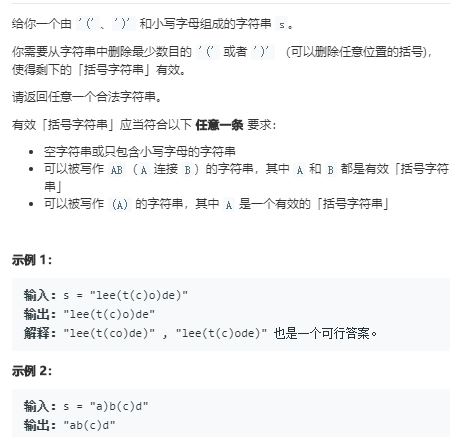 给你一个由 '('、')' 和小写字母组成的字符串 s。
你需要从字符串中删除最少数目的 '(' 或者 ')' （可以删除任意位置的括号)，
使得剩下的「括号字符串」有效。
请返回任意一个合法字符串。
有效「括号字符串」应当符合以下 任意一条 要求：
• 空字符串或只包含小写字母的字符串
• 可以被写作 AB （A 连接 B ）的字符串，其中 A 和 B 都是有效「括号字符
串」
• 可以被写作 (A) 的字符串，其中 A 是一个有效的「括号字符串」
示例 1：
输入：s = "lee(t(c)o)de)"
输出："lee(t(c)o)de"
解释："lee(t(co)de)" , "lee(t(c)ode)" 也是一个可行答案。
示例 2：
输入：s = "a)b(c)d"
输出："ab(c)d"